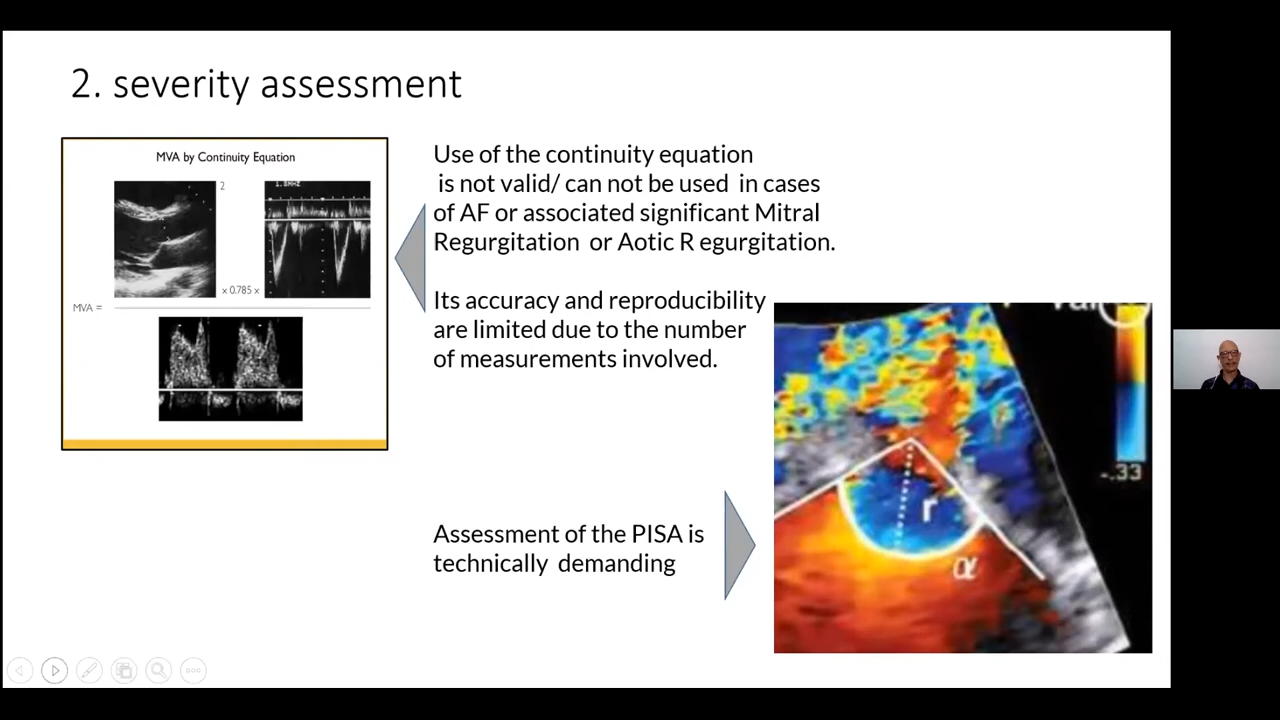 2. severity assessment
MVA by Continuity Equation
2
1.8MHZ
x 0.785 x
MVA =
Use of the continuity equation
is not valid/ can not be used in cases
of AF or associated significant Mitral
Regurgitation or Aotic R egurgitation.
Its accuracy and reproducibility
are limited due to the number
of measurements involved.
-.33
r
α
Assessment of the PISA is
technically demanding